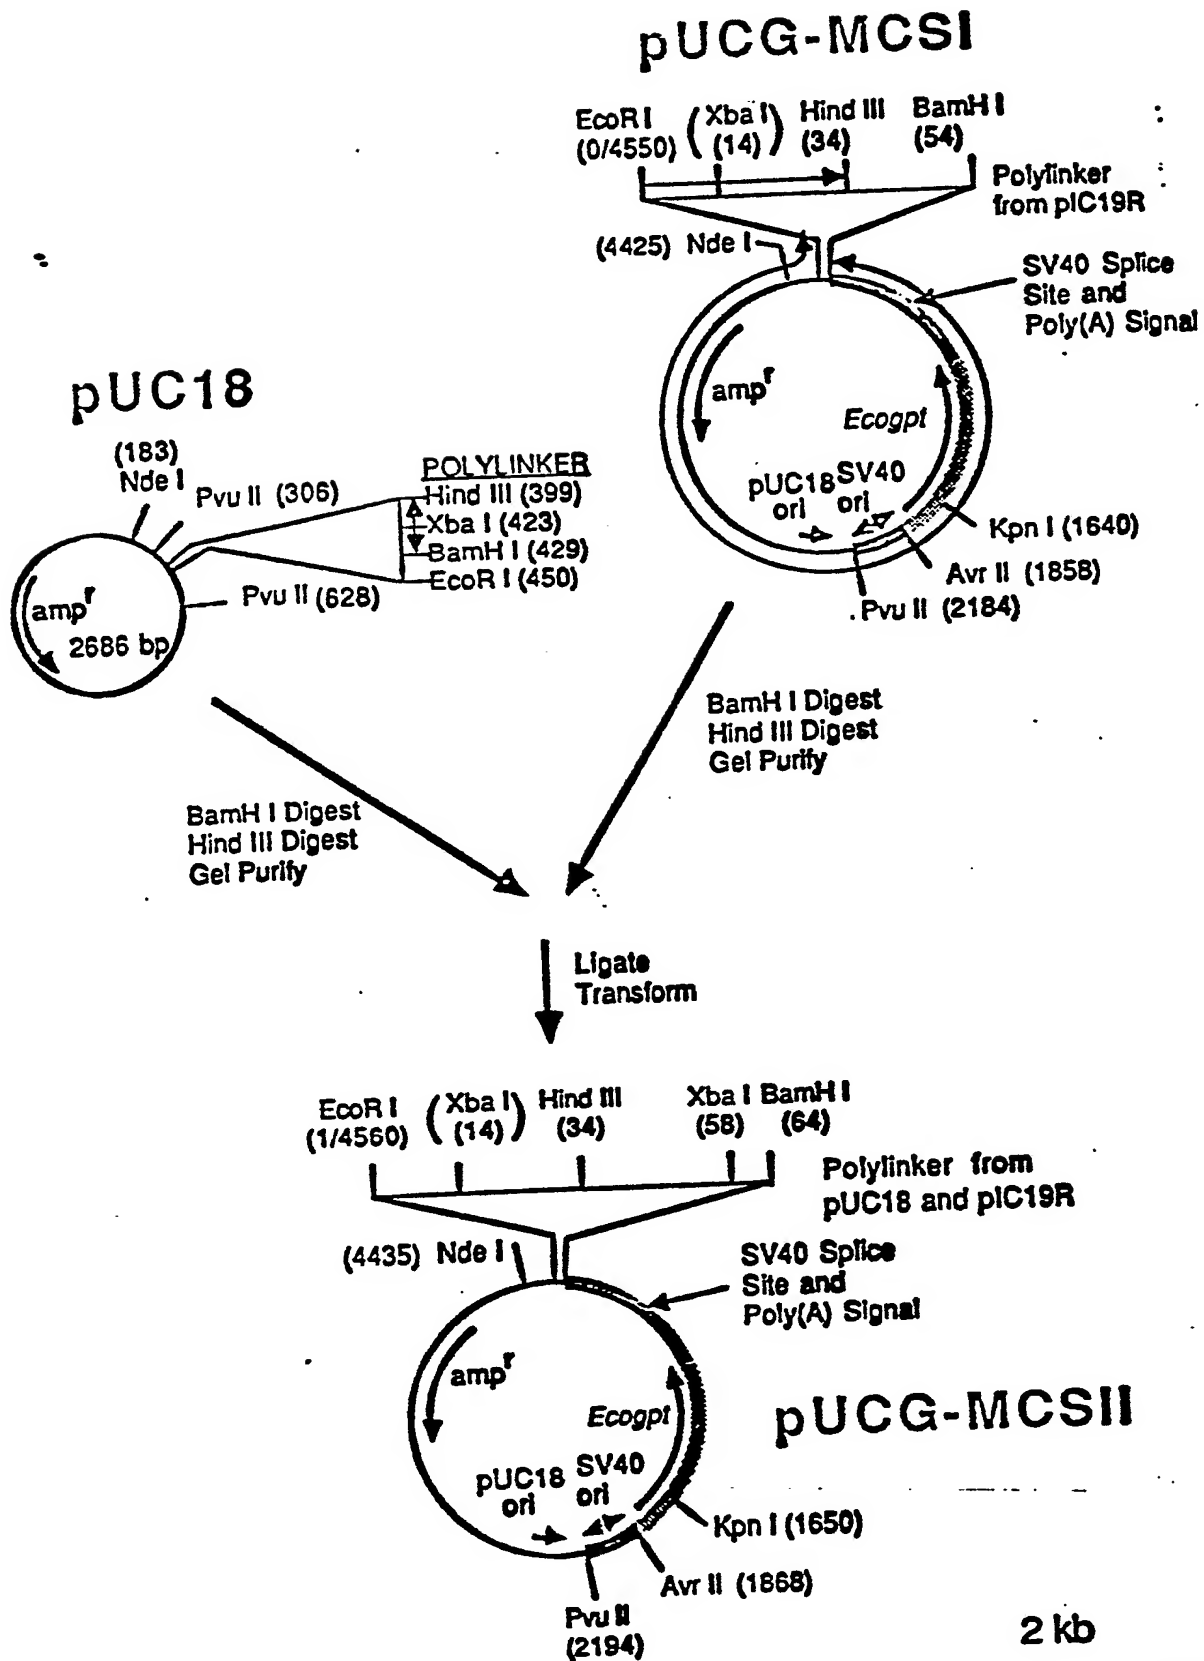 pUCG-MCSI
EcoR I (Xba I) Hind III BamH I
(0/4550) (14) (34) (54)
Polylinker
from pIC19R
(4425) Nde I
SV40 Splice
Site and
Poly(A) Signal
amp^r
Ecogpt
pUC18 SV40
ori ori
Kpn I (1640)
Avr II (1858)
Pvu II (2184)
pUC18
(183)
Nde I
Pvu II (306)
POLYLINKER
Hind III (399)
Xba I (423)
BamH I (429)
EcoR I (450)
Pvu II (628)
amp^r
2686 bp
BamH I Digest
Hind III Digest
Gel Purify
BamH I Digest
Hind III Digest
Gel Purify
Ligate
Transform
EcoR I (Xba I) Hind III Xba I BamH I
(1/4560) (14) (34) (58) (64)
Polylinker from
pUC18 and pIC19R
(4435) Nde I
SV40 Splice
Site and
Poly(A) Signal
amp^r
Ecogpt
pUC18 SV40
ori ori
pUCG-MCSII
Kpn I (1650)
Avr II (1868)
Pvu II
(2194)
2 kb